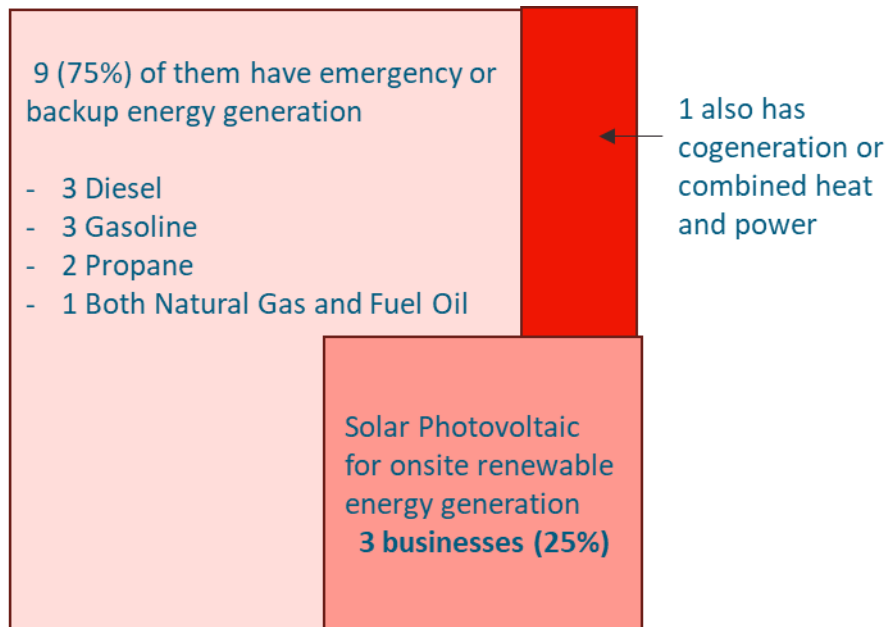 9 (75%) of them have emergency or
backup energy generation
- 3 Diesel
- 3 Gasoline
- 2 Propane
- 1 Both Natural Gas and Fuel Oil
1 also has
cogeneration or
combined heat
and power
Solar Photovoltaic
for onsite renewable
energy generation
3 businesses (25%)